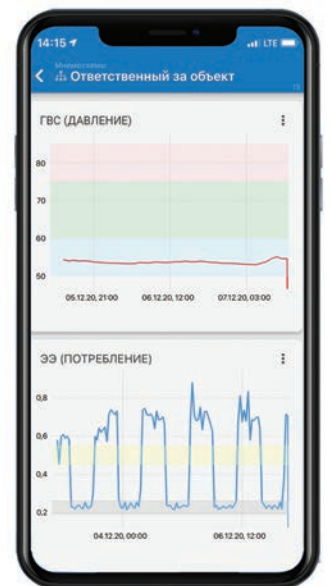 14:15
LTE
Мнемосхемы
Ответственный за объект
13
ГВС (ДАВЛЕНИЕ)
80
70
60
50
05.12.20, 21:00 06.12.20, 12:00 07.12.20, 03:00
ЭЭ (ПОТРЕБЛЕНИЕ)
0,8
0,6
0,4
0,2
04.12.20, 00:00 06.12.20, 12:00